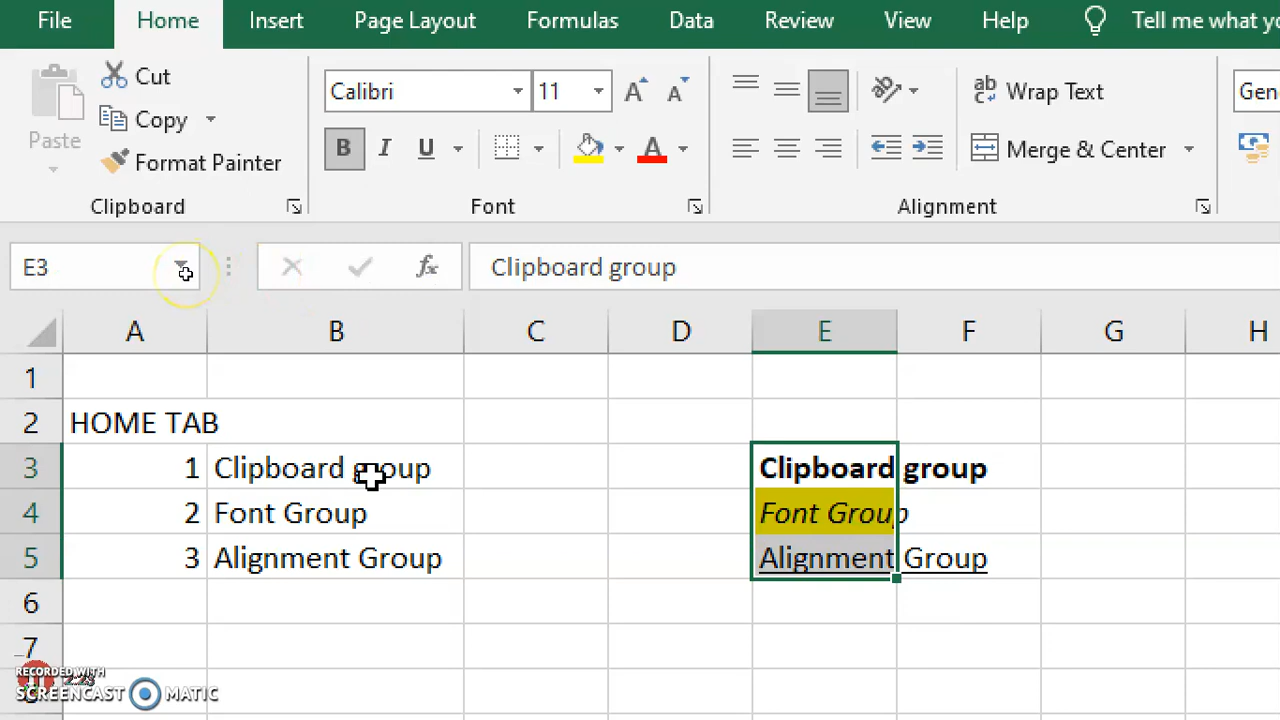 File Home Insert Page Layout Formulas Data Review View Help Tell me what yo
Cut
Copy
Paste
Format Painter
Clipboard
Calibri 11
B I U
Font
Wrap Text
Merge & Center
Alignment
Gen
E3 fx Clipboard group
A B C D E F G H
1
2 HOME TAB
3 1 Clipboard group Clipboard group
4 2 Font Group Font Group
5 3 Alignment Group Alignment Group
6
7
RECORDED WITH
SCREENCAST MATIC